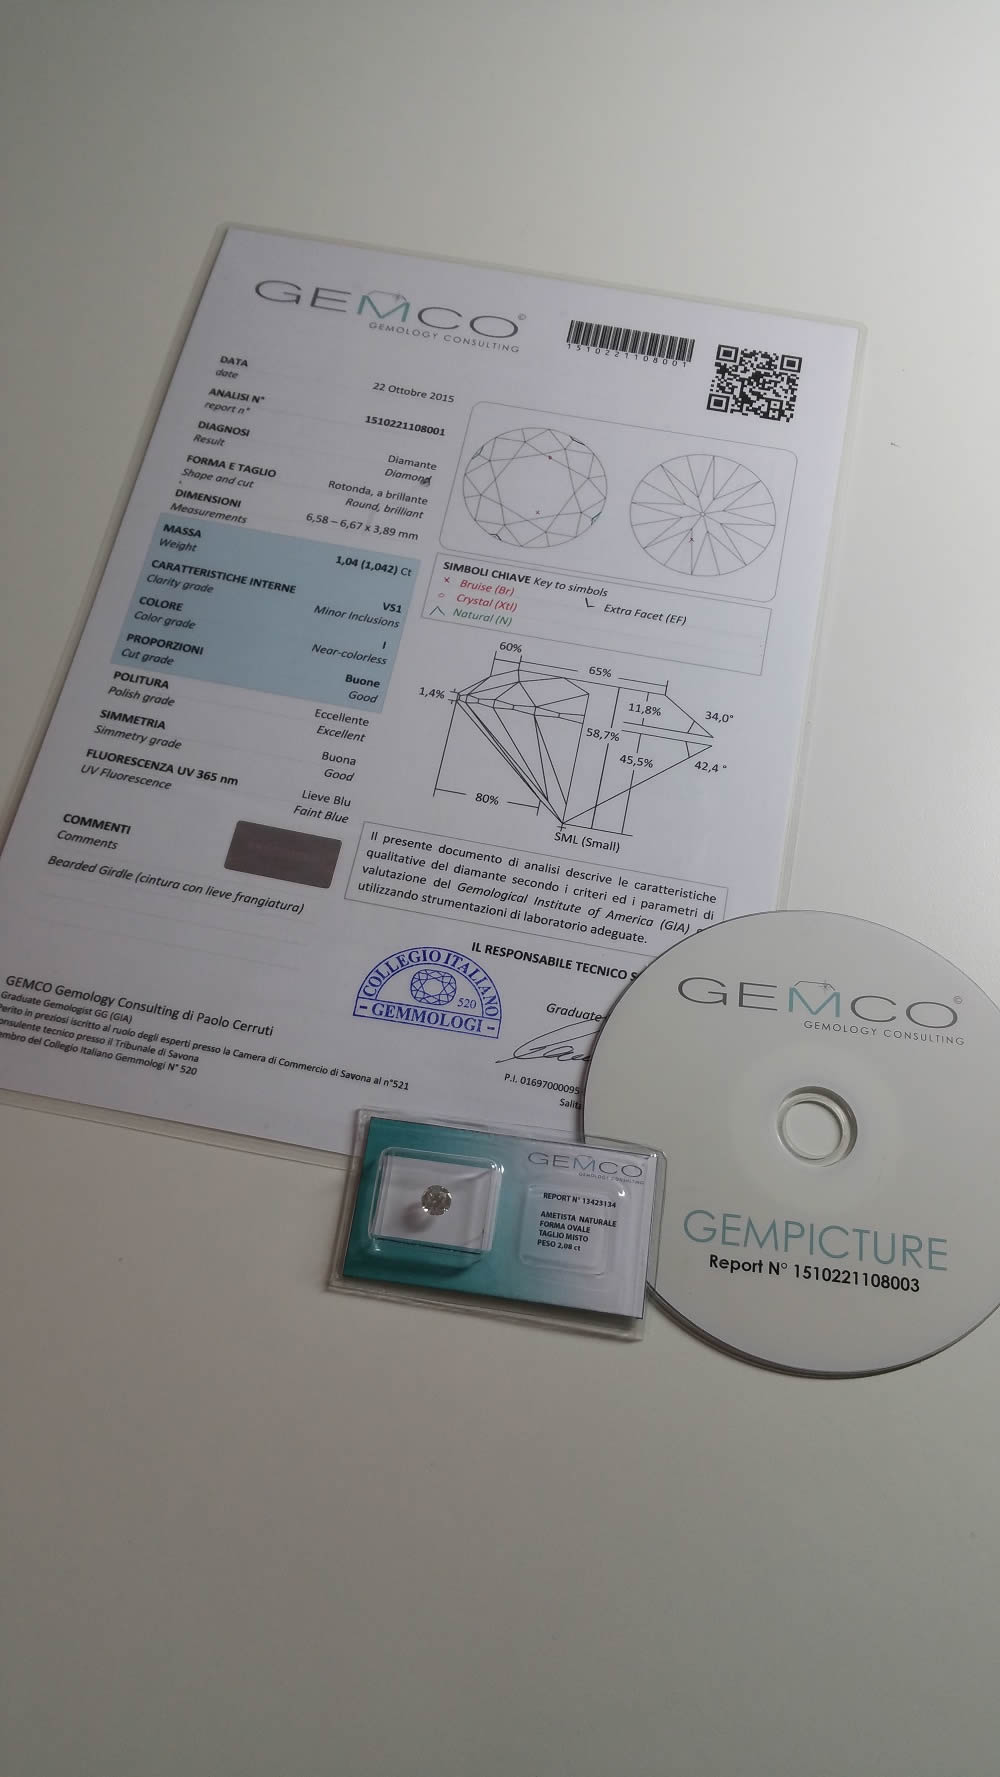 GEMCO©
GEMOLOGY CONSULTING
1510221108001
DATA
date
22 Ottobre 2015
ANALISI N°
report n°
1510221108001
DIAGNOSI
Result
Diamante
Diamond
FORMA E TAGLIO
Shape and cut
Rotonda, a brillante
Round, brilliant
DIMENSIONI
Measurements
6,58 – 6,67 x 3,89 mm
MASSA
Weight
1,04 (1,042) Ct
CARATTERISTICHE INTERNE
Clarity grade
VS1
Minor Inclusions
COLORE
Color grade
I
Near-colorless
PROPORZIONI
Cut grade
Buone
Good
POLITURA
Polish grade
Eccellente
Excellent
SIMMETRIA
Simmetry grade
Buona
Good
FLUORESCENZA UV 365 nm
UV Fluorescence
Lieve Blu
Faint Blue
COMMENTI
Comments
Bearded Girdle (cintura con lieve frangiatura)
SIMBOLI CHIAVE Key to simbols
Bruise (Br)
Crystal (Xtl)
Natural (N)
Extra Facet (EF)
60%
65%
1,4%
11,8%
34,0°
58,7%
45,5%
42,4 °
80%
SML (Small)
Il presente documento di analisi descrive le caratteristiche
qualitative del diamante secondo i criteri ed i parametri di
valutazione del Gemological Institute of America (GIA)
utilizzando strumentazioni di laboratorio adeguate.
IL RESPONSABILE TECNICO S
Graduate
COLLEGIO ITALIANO
520
- GEMMOLOGI -
P.I. 01697000095
Salita
GEMCO Gemology Consulting di Paolo Cerruti
Graduate Gemologist GG (GIA)
Perito in preziosi iscritto al ruolo degli esperti presso la Camera di Commercio di Savona al n°521
onsulente tecnico presso il Tribunale di Savona
embro del Collegio Italiano Gemmologi N° 520
GEMCO©
GEMOLOGY CONSULTING
GEMPICTURE
Report N° 1510221108003
GEMCO
GEMOLOGY CONSULTING
REPORT N° 13423134
AMETISTA NATURALE
FORMA OVALE
TAGLIO MISTO
PESO 2,08 ct